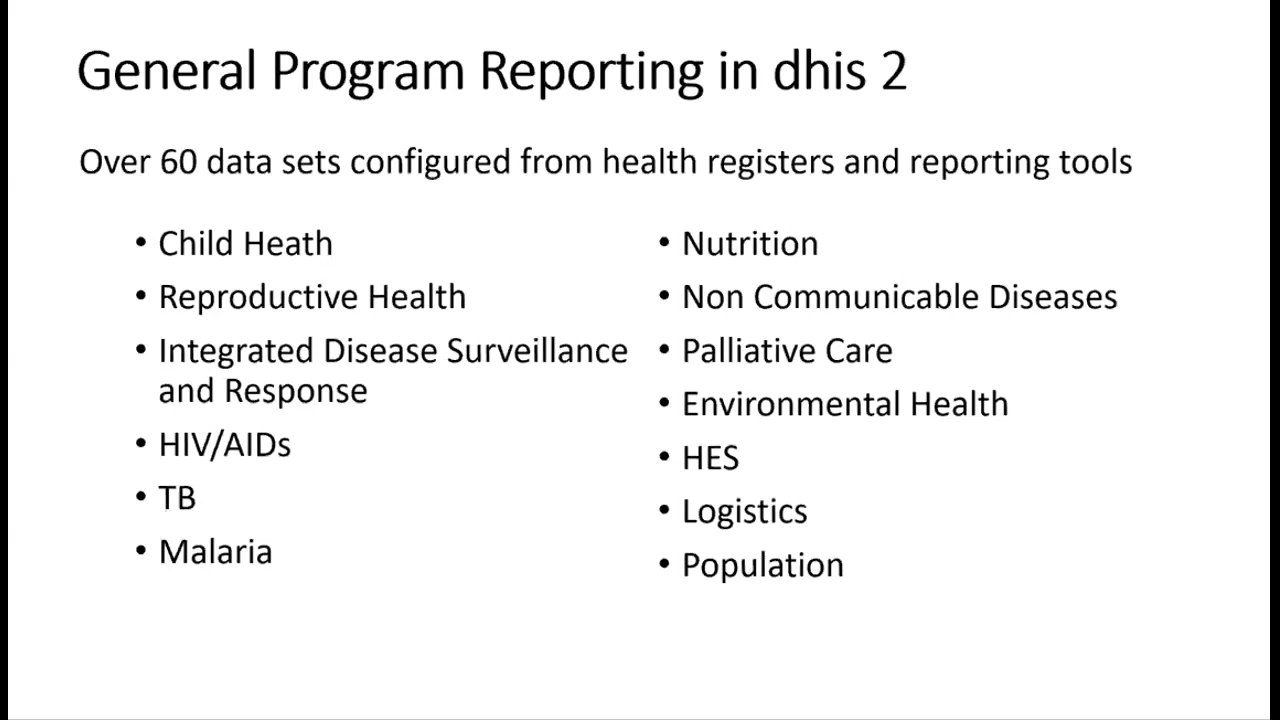 General Program Reporting in dhis 2
Over 60 data sets configured from health registers and reporting tools
• Child Heath
• Reproductive Health
• Integrated Disease Surveillance
and Response
• HIV/AIDs
• TB
• Malaria
• Nutrition
• Non Communicable Diseases
• Palliative Care
• Environmental Health
• HES
• Logistics
• Population